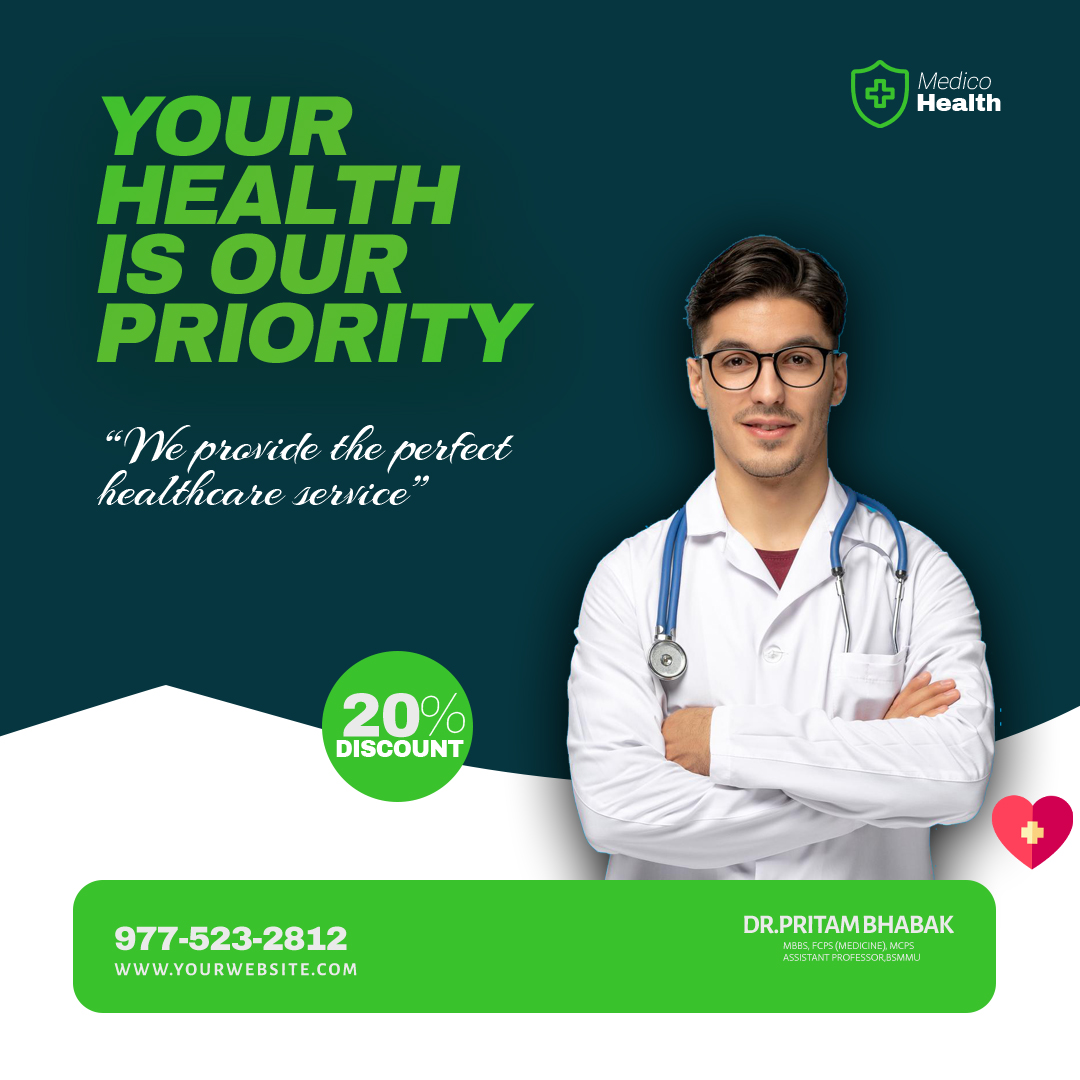 Medico
Health
YOUR
HEALTH
IS OUR
PRIORITY
“We provide the perfect
healthcare service”
20%
DISCOUNT
977-523-2812
WWW.YOURWEBSITE.COM
DR.PRITAM BHABAK
MBBS, FCPS (MEDICINE), MCPS
ASSISTANT PROFESSOR,BSMMU